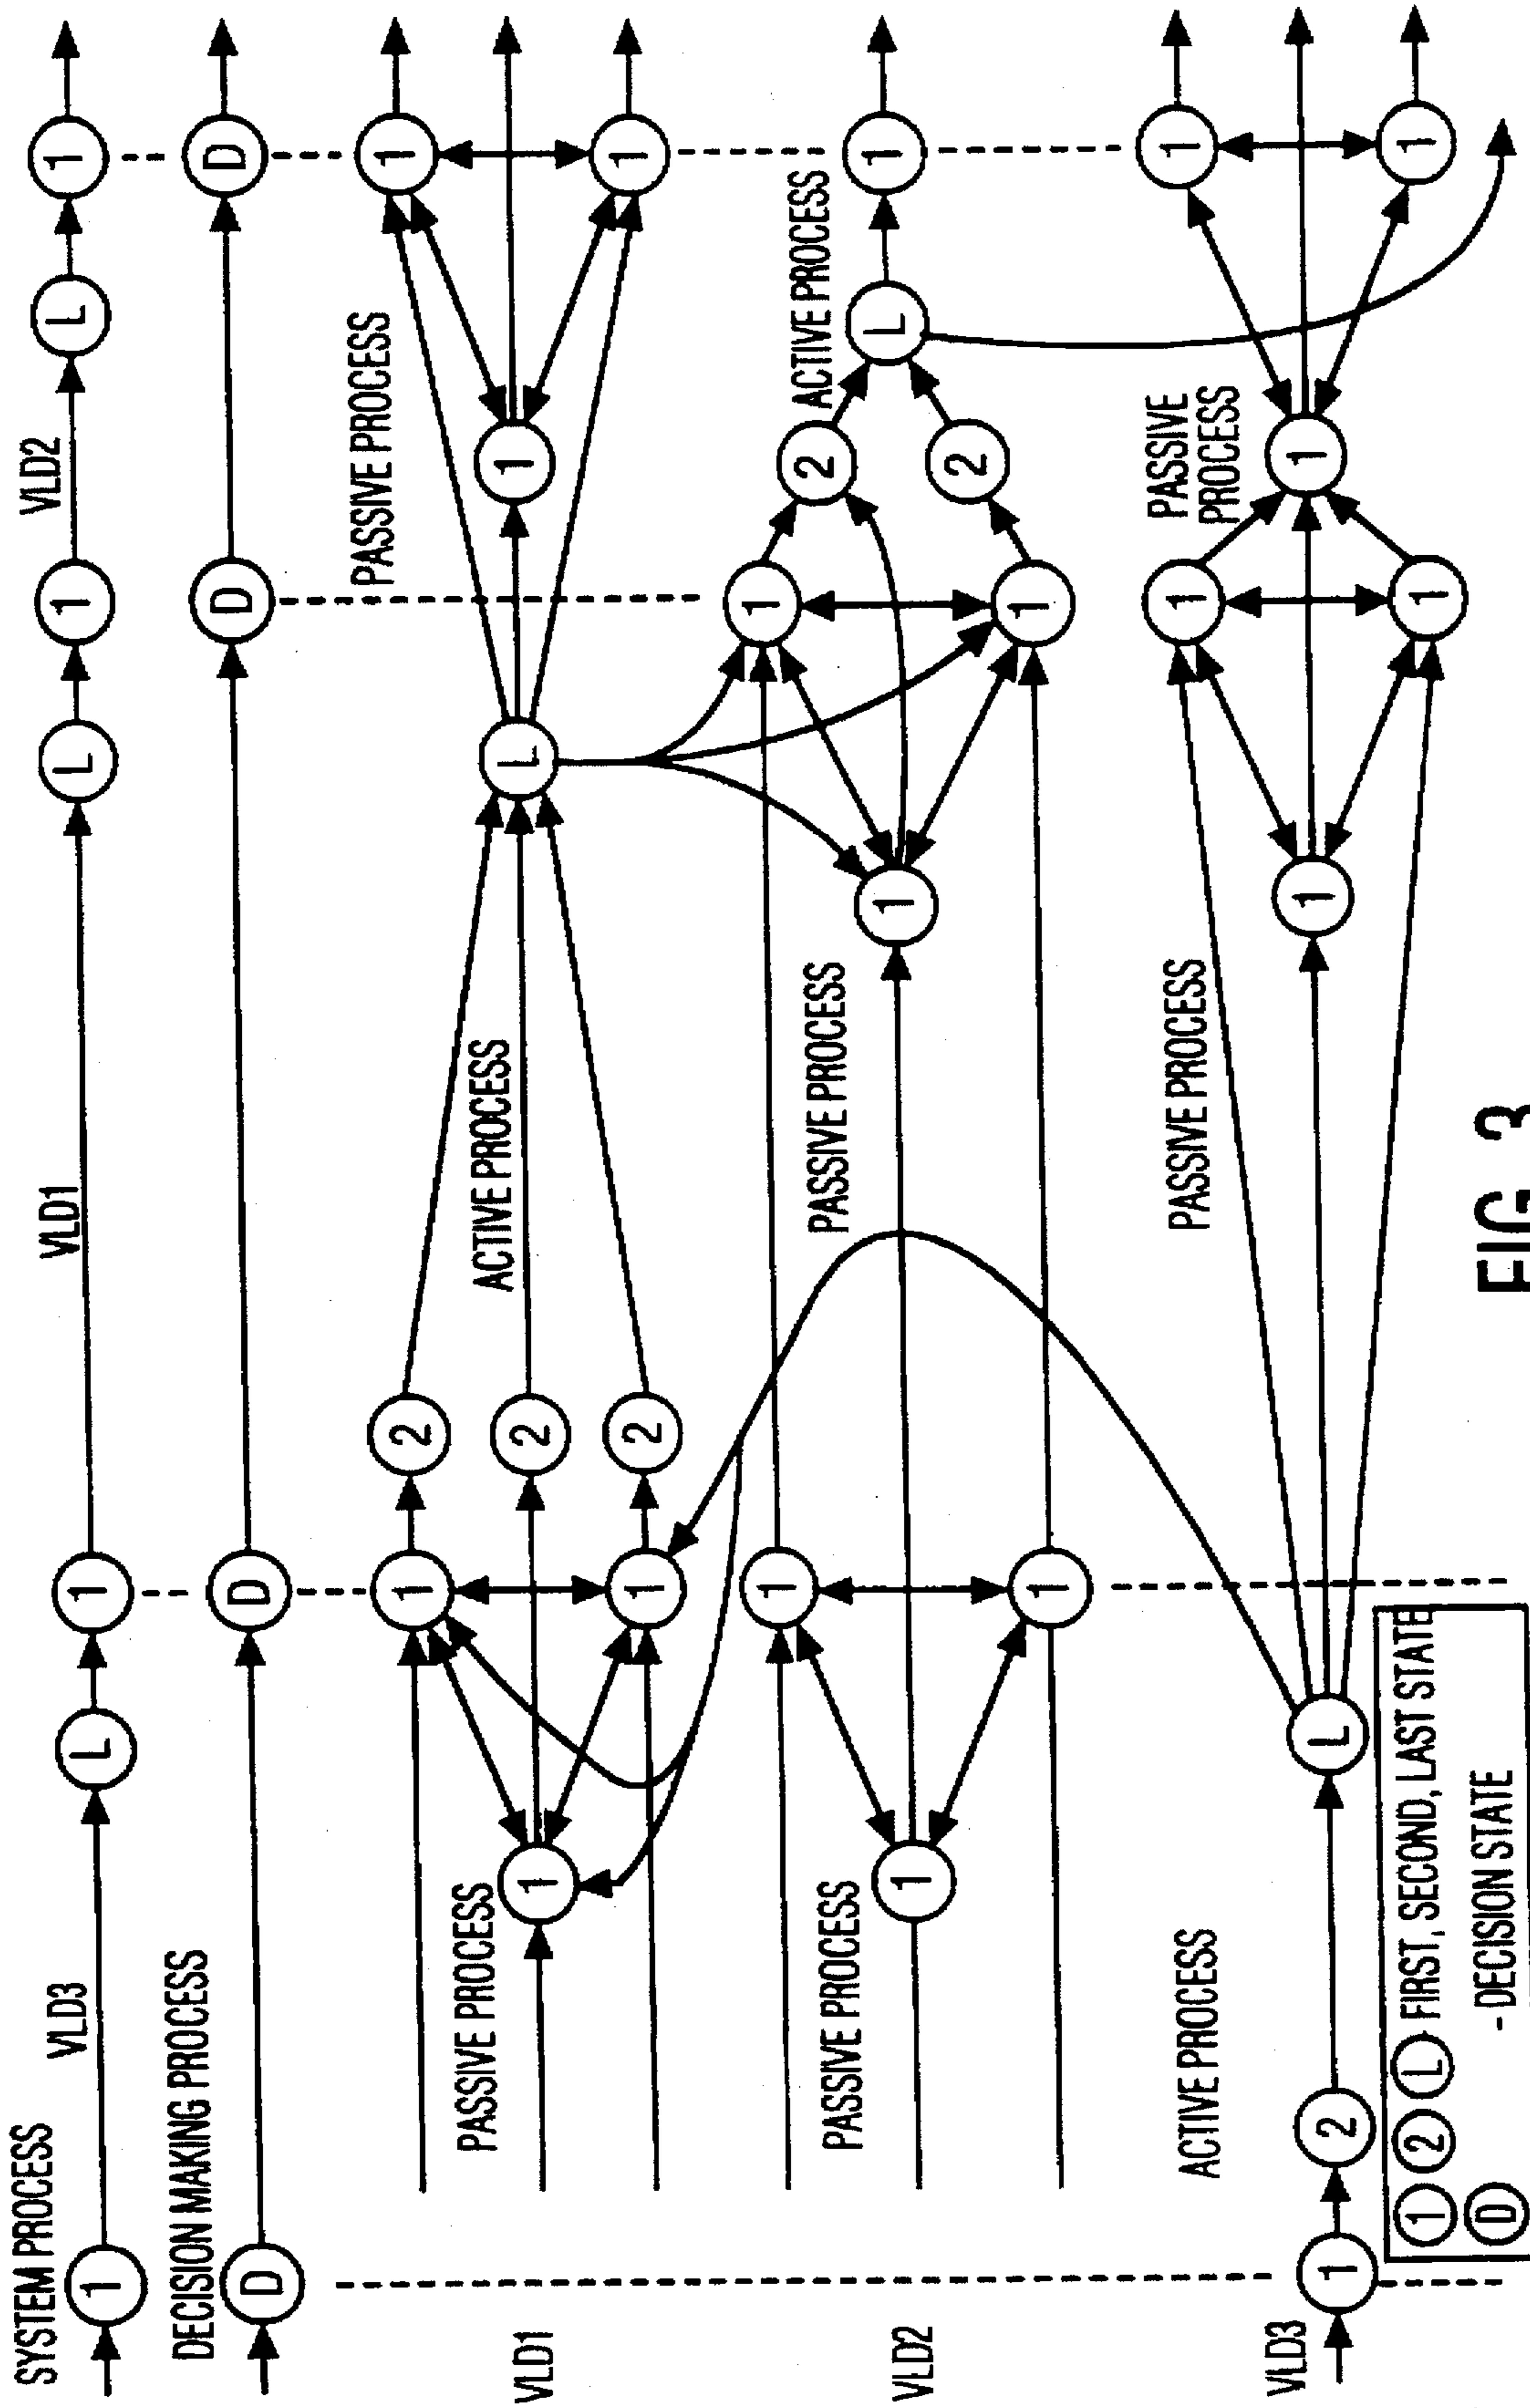 SYSTEM PROCESS
VLD3 VLD1 VLD2
1 L 1 L 1 L 1
DECISION MAKING PROCESS
D D D D
PASSIVE PROCESS
1 2 1
VLD1
PASSIVE PROCESS
ACTIVE PROCESS
1 2 L 1
1 2 1
1 1 2
VLD2
PASSIVE PROCESS
PASSIVE PROCESS
ACTIVE PROCESS
1 1 L 1
1 1 2
1 1
ACTIVE PROCESS
PASSIVE PROCESS
PASSIVE
PROCESS
VLD3
1 2 L 1 1
1 1
1 2 L - FIRST, SECOND, LAST STATE
D - DECISION STATE
FIG. 3